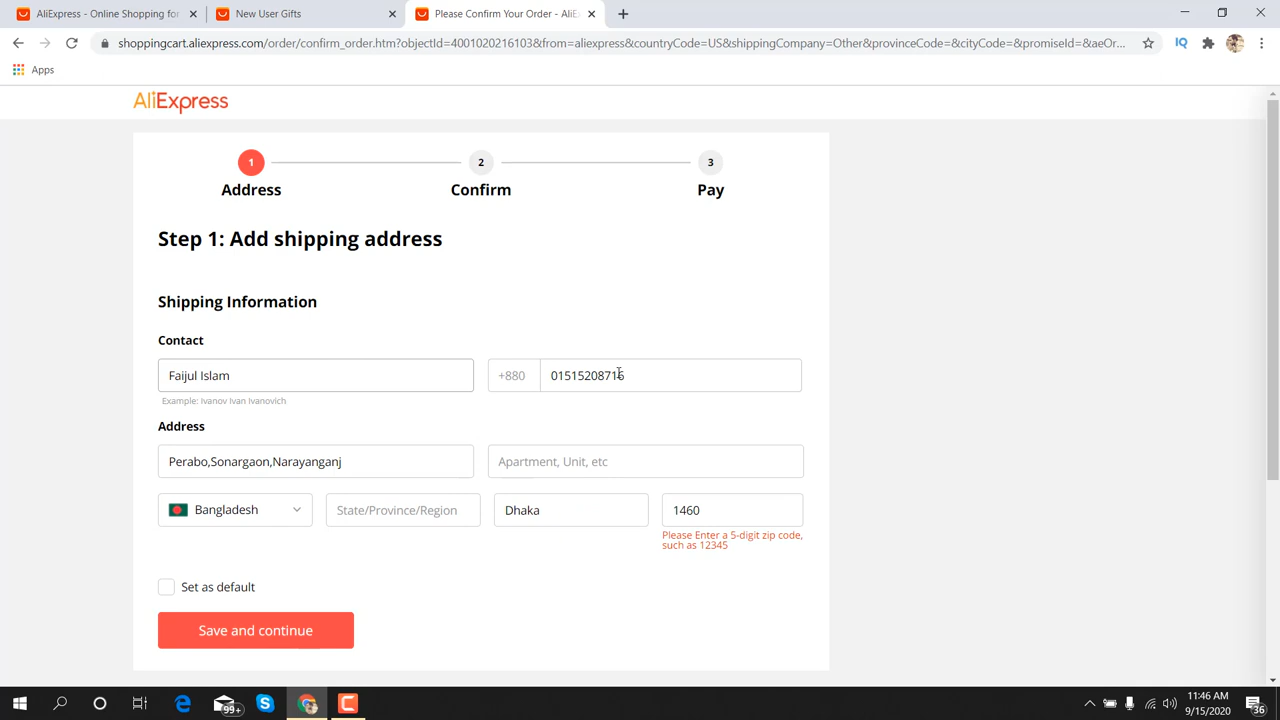 AliExpress - Online Shopping for
New User Gifts
Please Confirm Your Order - AliEx
shoppingcart.aliexpress.com/order/confirm_order.htm?objectId=4001020216103&from=aliexpress&countryCode=US&shippingCompany=Other&provinceCode=&cityCode=&promiseId=&aeOr...
IQ
Apps
AliExpress
1
2
3
Address
Confirm
Pay
Step 1: Add shipping address
Shipping Information
Contact
Faijul Islam
+880
01515208716
Example: Ivanov Ivan Ivanovich
Address
Perabo,Sonargaon,Narayanganj
Apartment, Unit, etc
Bangladesh
State/Province/Region
Dhaka
1460
Please Enter a 5-digit zip code,
such as 12345
Set as default
Save and continue
99+
11:46 AM
9/15/2020
36